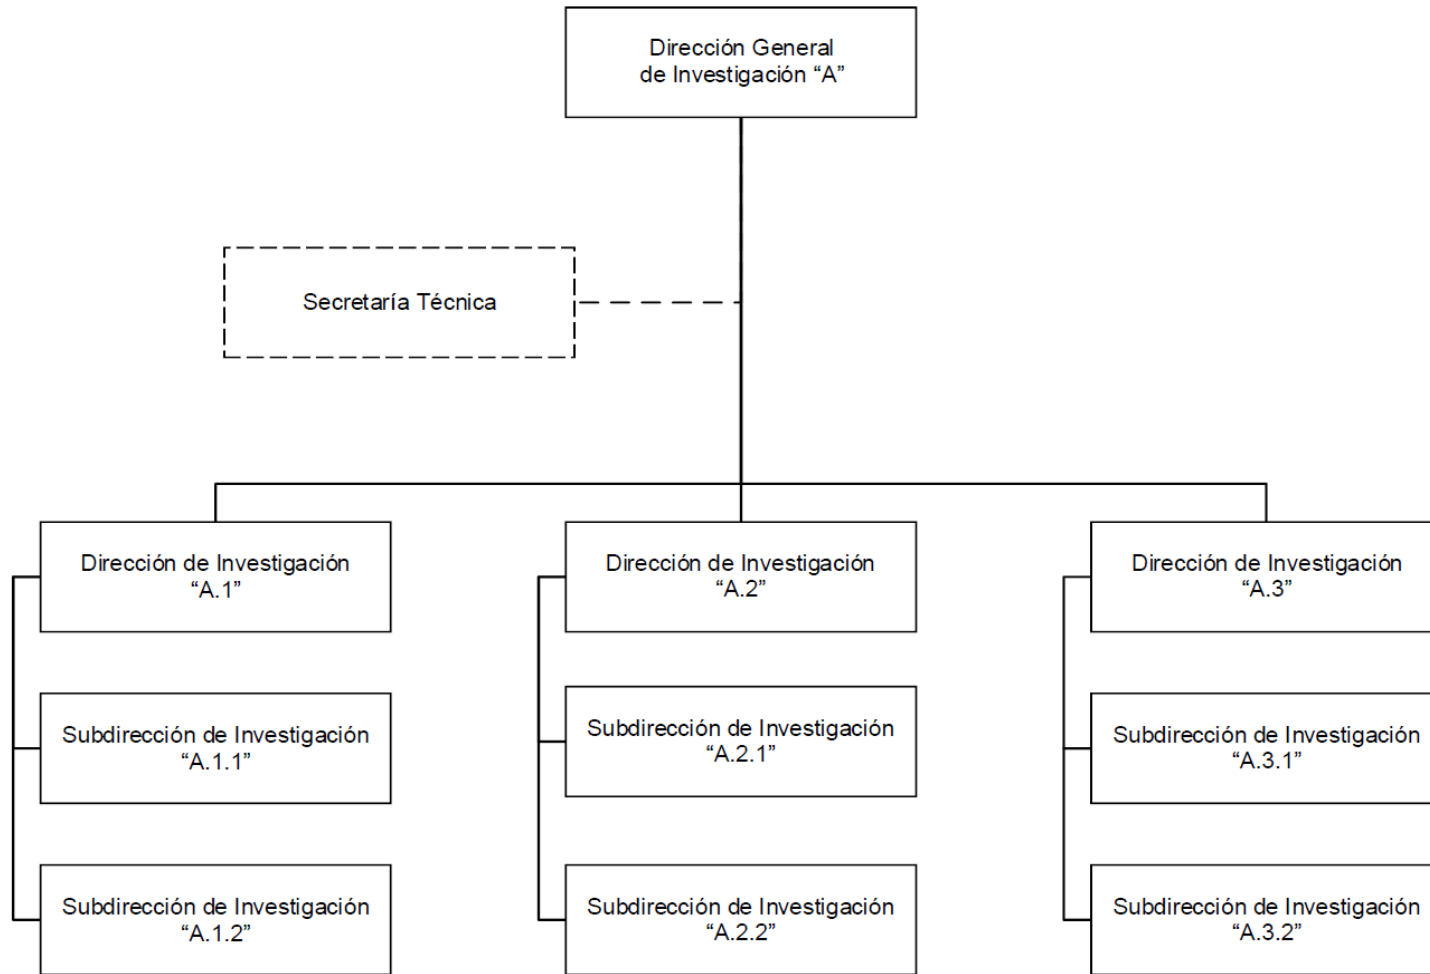 Dirección General
de Investigación “A”
Secretaría Técnica
Dirección de Investigación
“A.1”
Dirección de Investigación
“A.2”
Dirección de Investigación
“A.3”
Subdirección de Investigación
“A.1.1”
Subdirección de Investigación
“A.2.1”
Subdirección de Investigación
“A.3.1”
Subdirección de Investigación
“A.1.2”
Subdirección de Investigación
“A.2.2”
Subdirección de Investigación
“A.3.2”